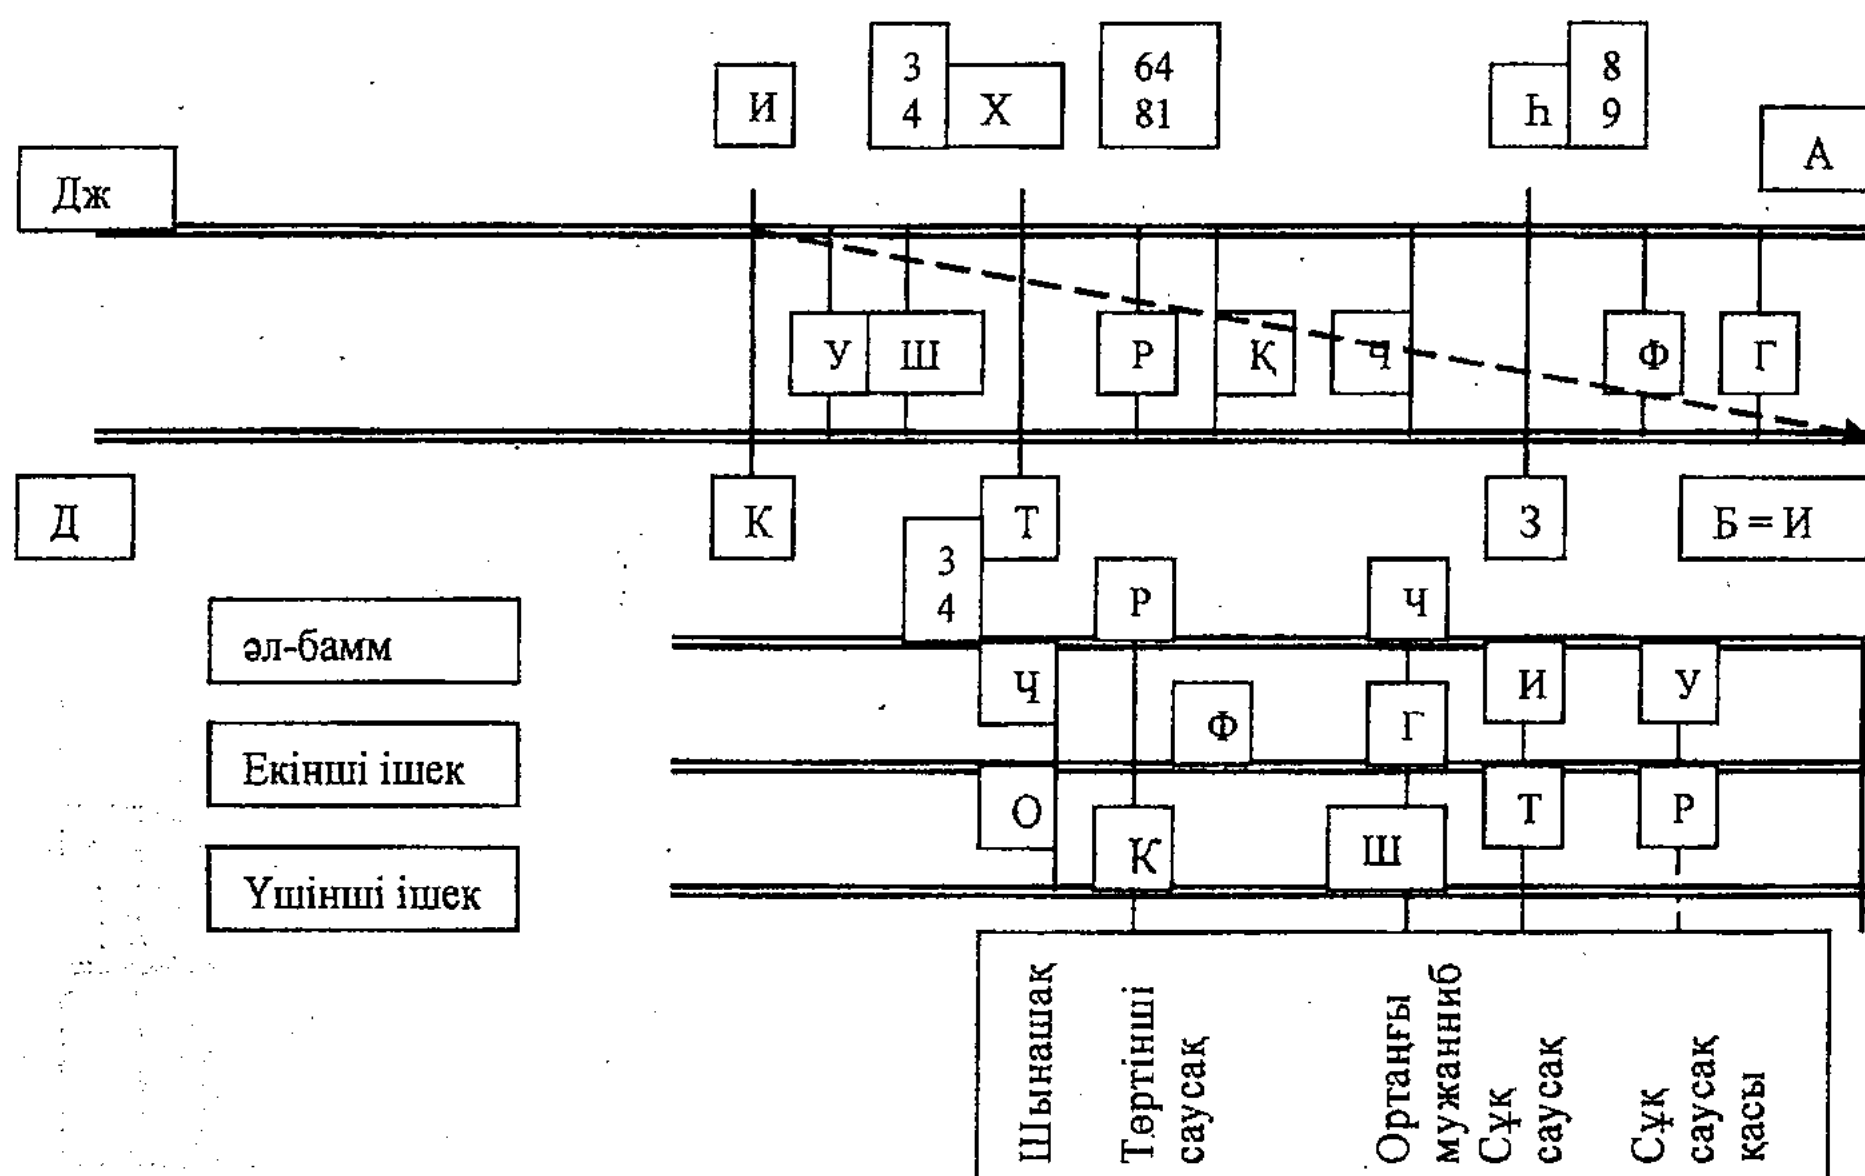 И
3
4
Х
64
81
Һ
8
9
А
Дж
У
Ш
Р
Қ
Ч
Ф
Г
Д
К
Т
З
Б = И
3
4
Р
Ч
әл-бамм
Ч
Ф
Г
И
У
Екінші ішек
О
К
Ш
Т
Р
Үшінші ішек
Шынашақ
Төртінші
саусақ
Ортаңғы
мужанниб
Сұқ
саусақ
Сұқ
саусақ
қасы